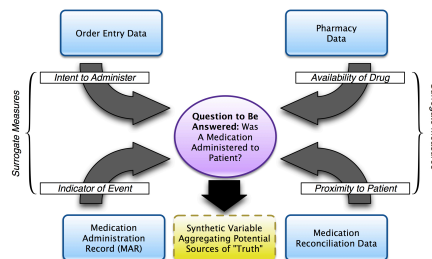 Order Entry Data
Pharmacy
Data
Intent to Administer
Availability of Drug
Surrogate Measures
Question to Be
Answered: Was
A Medication
Administered to
Patient?
Indicator of Event
Proximity to Patient
Medication
Administration
Record (MAR)
Synthetic Variable
Aggregating Potential
Sources of "Truth"
Medication
Reconciliation Data